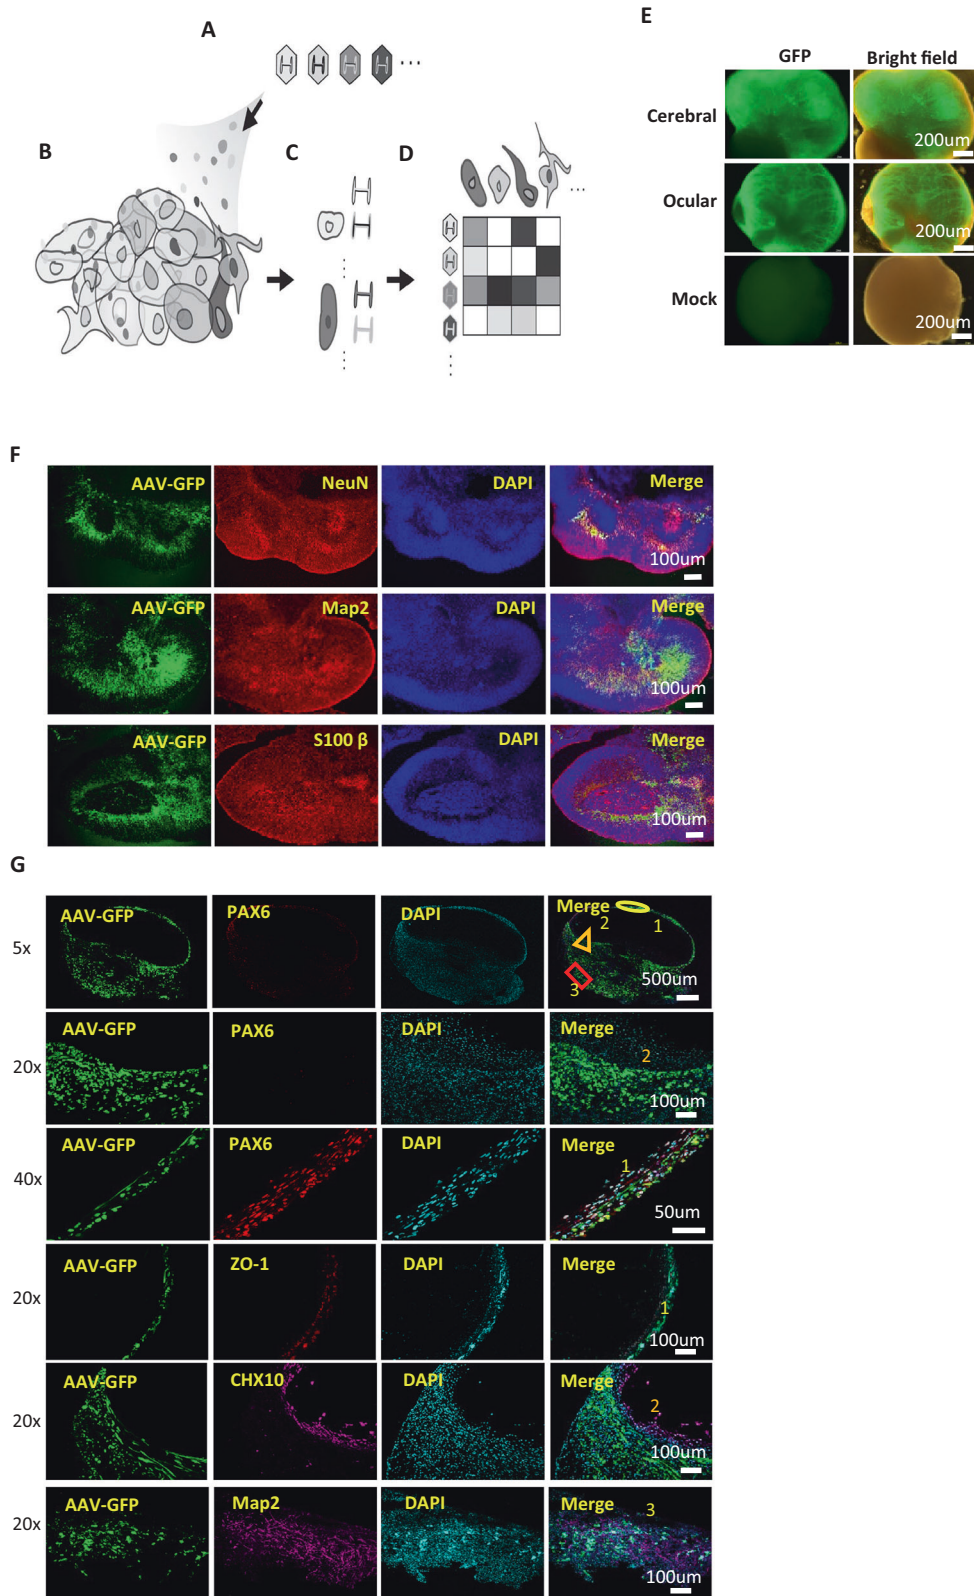 A
H H H H ...
B
C
D
...
H
H
H
H
H
H
H
H
E
GFP Bright field
Cerebral
200um
Ocular
200um
Mock
200um
F
AAV-GFP NeuN DAPI Merge
100um
AAV-GFP Map2 DAPI Merge
100um
AAV-GFP S100 β DAPI Merge
100um
G
5x
AAV-GFP PAX6 DAPI Merge
2 1
3
500um
20x
AAV-GFP PAX6 DAPI Merge
2
100um
40x
AAV-GFP PAX6 DAPI Merge
1
50um
20x
AAV-GFP ZO-1 DAPI Merge
1
100um
20x
AAV-GFP CHX10 DAPI Merge
2
100um
20x
AAV-GFP Map2 DAPI Merge
3
100um